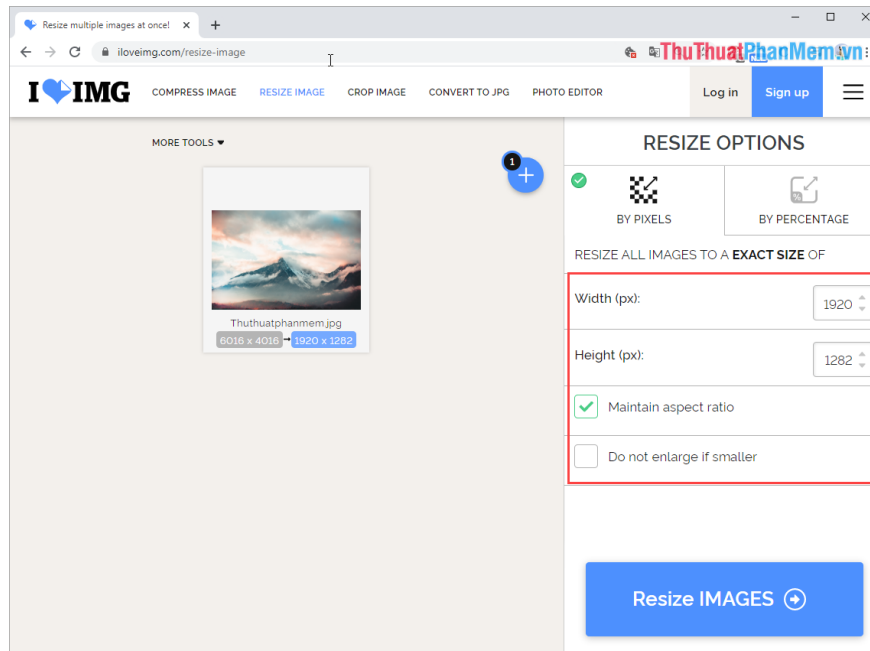 Resize multiple images at once!
iloveimg.com/resize-image
ThuThuatPhanMem.vn
I IMG
COMPRESS IMAGE
RESIZE IMAGE
CROP IMAGE
CONVERT TO JPG
PHOTO EDITOR
Log in
Sign up
MORE TOOLS
1
Thuthuatphanmem.jpg
6016 x 4016 → 1920 x 1282
RESIZE OPTIONS
BY PIXELS
%
BY PERCENTAGE
RESIZE ALL IMAGES TO A EXACT SIZE OF
Width (px):
1920
Height (px):
1282
Maintain aspect ratio
Do not enlarge if smaller
Resize IMAGES